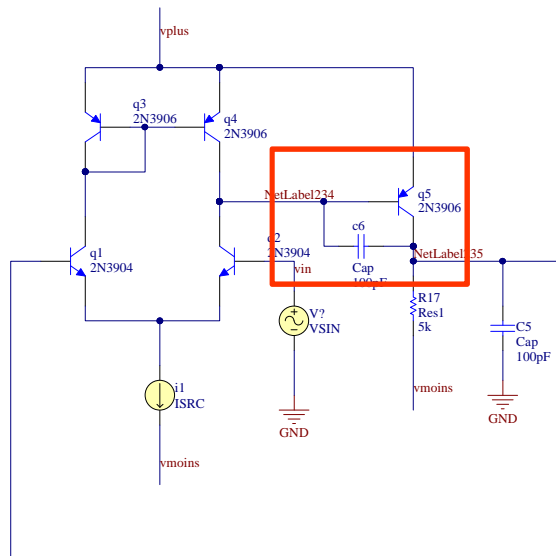 vplus
q3
2N3906
q4
2N3906
NetLabel234
q5
2N3906
c6
Cap
100pF
NetLabel235
q1
2N3904
q2
2N3904
vin
V?
VSIN
R17
Res1
5k
C5
Cap
100pF
i1
ISRC
vmoins
GND
vmoins
GND